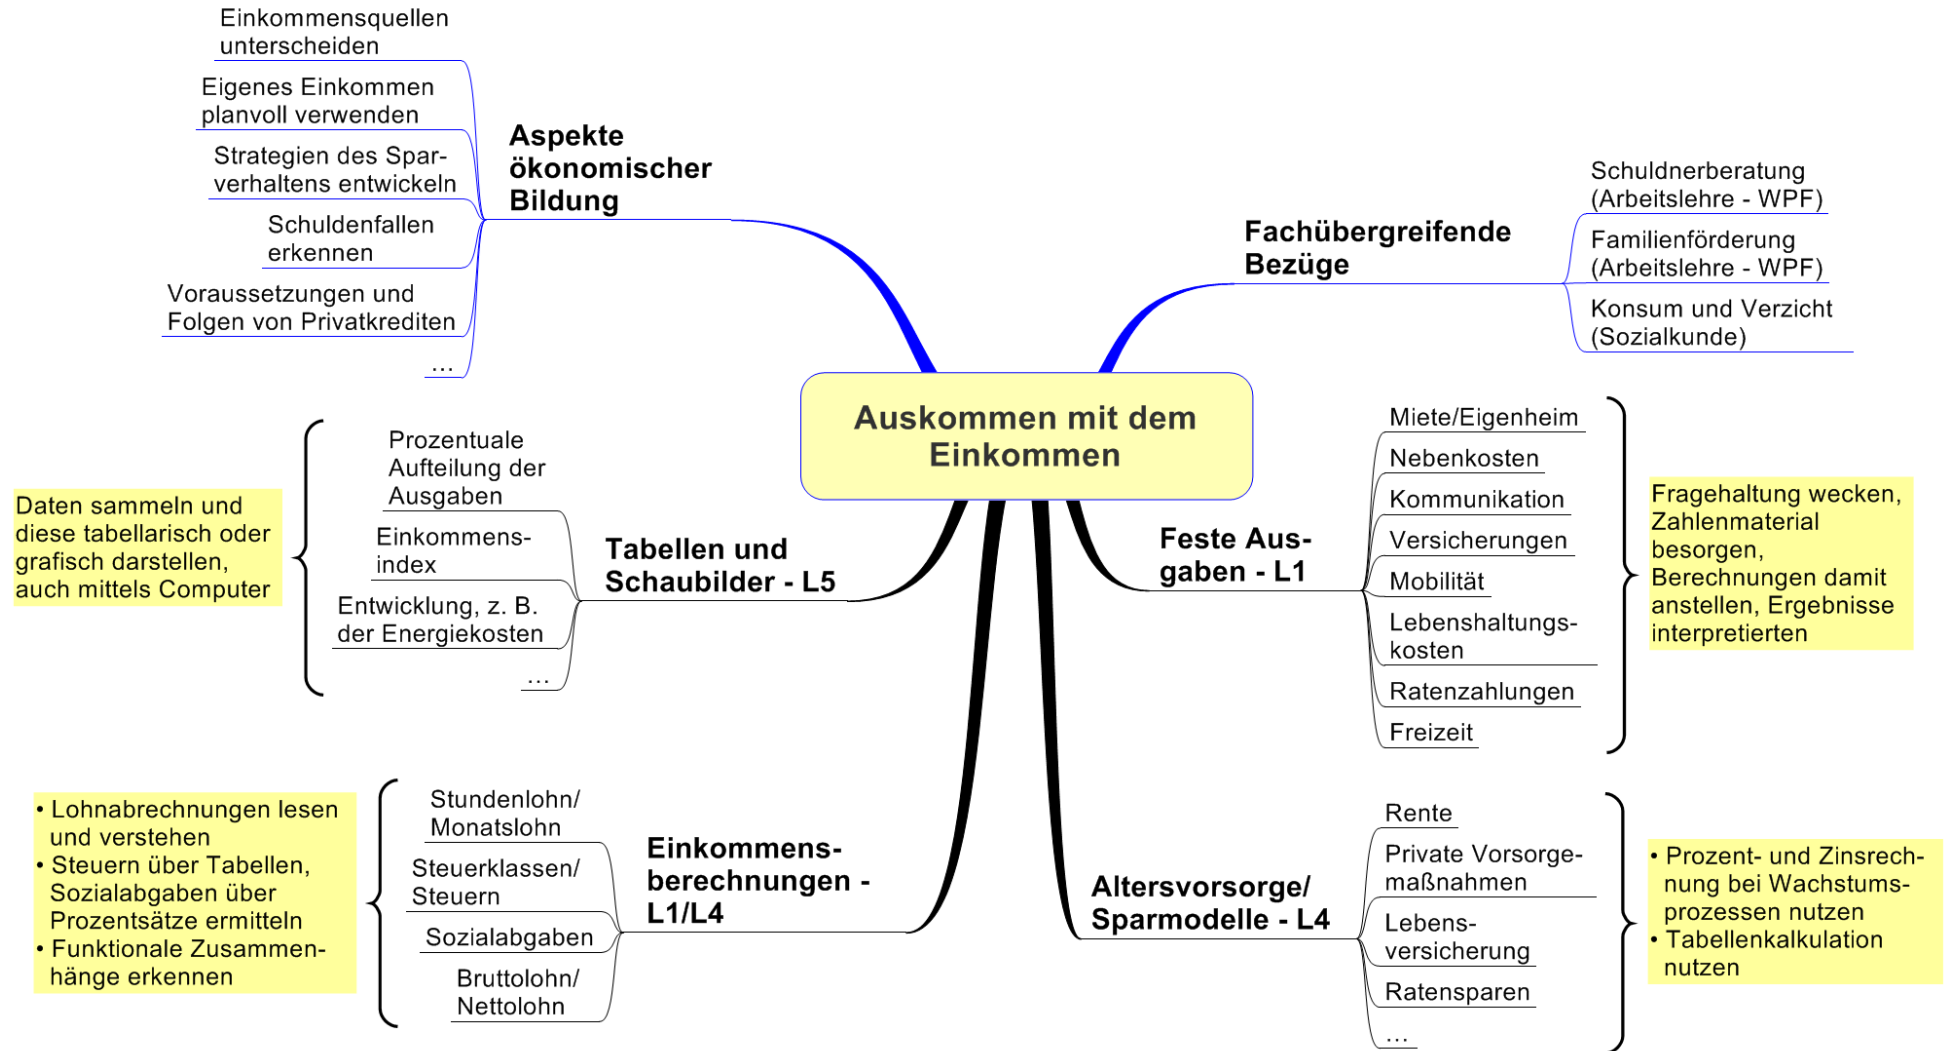 Auskommen mit dem
Einkommen
Aspekte
ökonomischer
Bildung
Einkommensquellen
unterscheiden
Eigenes Einkommen
planvoll verwenden
Strategien des Spar-
verhaltens entwickeln
Schuldenfallen
erkennen
Voraussetzungen und
Folgen von Privatkrediten
...
Fachübergreifende
Bezüge
Schuldnerberatung
(Arbeitslehre - WPF)
Familienförderung
(Arbeitslehre - WPF)
Konsum und Verzicht
(Sozialkunde)
Tabellen und
Schaubilder - L5
Prozentuale
Aufteilung der
Ausgaben
Einkommens-
index
Entwicklung, z. B.
der Energiekosten
...
Daten sammeln und
diese tabellarisch oder
grafisch darstellen,
auch mittels Computer
Feste Aus-
gaben - L1
Miete/Eigenheim
Nebenkosten
Kommunikation
Versicherungen
Mobilität
Lebenshaltungs-
kosten
Ratenzahlungen
Freizeit
Fragehaltung wecken,
Zahlenmaterial
besorgen,
Berechnungen damit
anstellen, Ergebnisse
interpretierten
Einkommens-
berechnungen -
L1/L4
Stundenlohn/
Monatslohn
Steuerklassen/
Steuern
Sozialabgaben
Bruttolohn/
Nettolohn
• Lohnabrechnungen lesen
und verstehen
• Steuern über Tabellen,
Sozialabgaben über
Prozentsätze ermitteln
• Funktionale Zusammen-
hänge erkennen
Altersvorsorge/
Sparmodelle - L4
Rente
Private Vorsorge-
maßnahmen
Lebens-
versicherung
Ratensparen
...
• Prozent- und Zinsrech-
nung bei Wachstums-
prozessen nutzen
• Tabellenkalkulation
nutzen